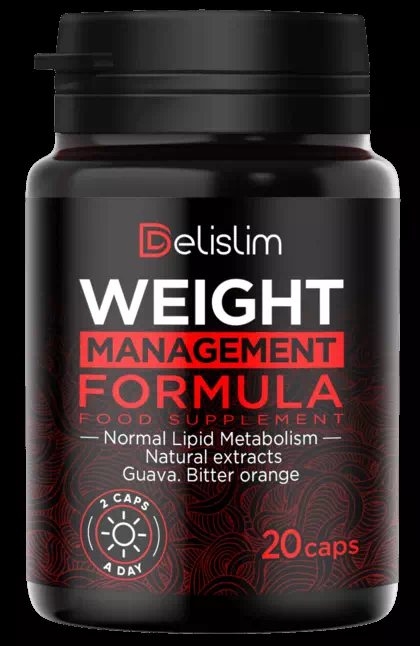 Delislim
WEIGHT
MANAGEMENT
FORMULA
FOOD SUPPLEMENT
— Normal Lipid Metabolism —
Natural extracts
Guava. Bitter orange
2 CAPS
A DAY
20 caps